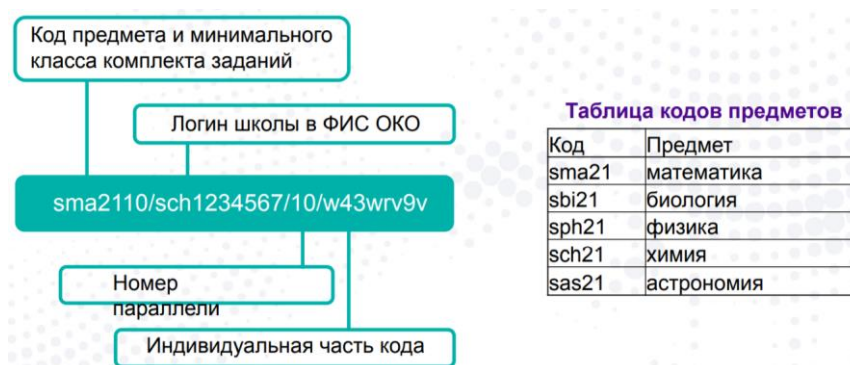 Код предмета и минимального
класса комплекта заданий
Логин школы в ФИС ОКО
sma2110/sch1234567/10/w43wrv9v
Номер
параллели
Индивидуальная часть кода
Таблица кодов предметов
Код Предмет
sma21 математика
sbi21 биология
sph21 физика
sch21 химия
sas21 астрономия